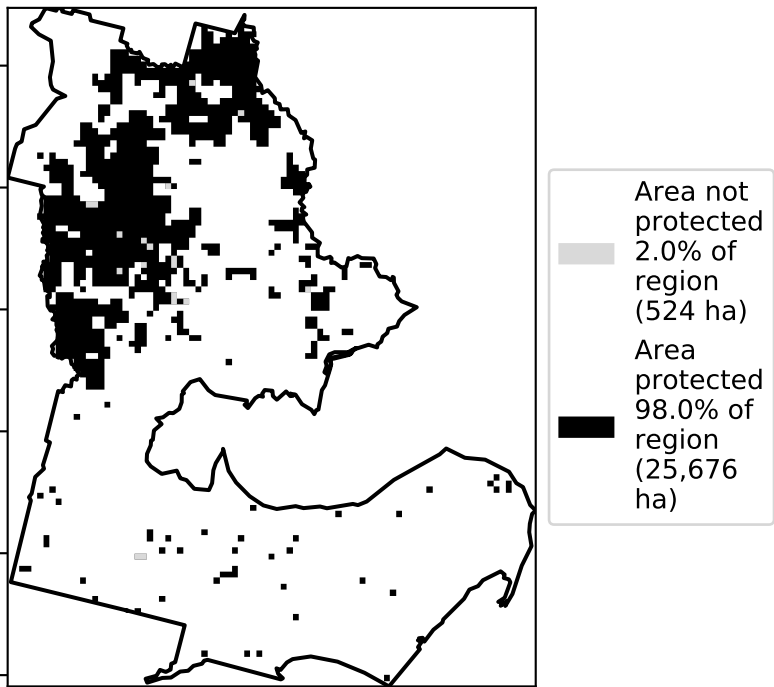 Area not
protected
2.0% of
region
(524 ha)
Area
protected
98.0% of
region
(25,676
ha)